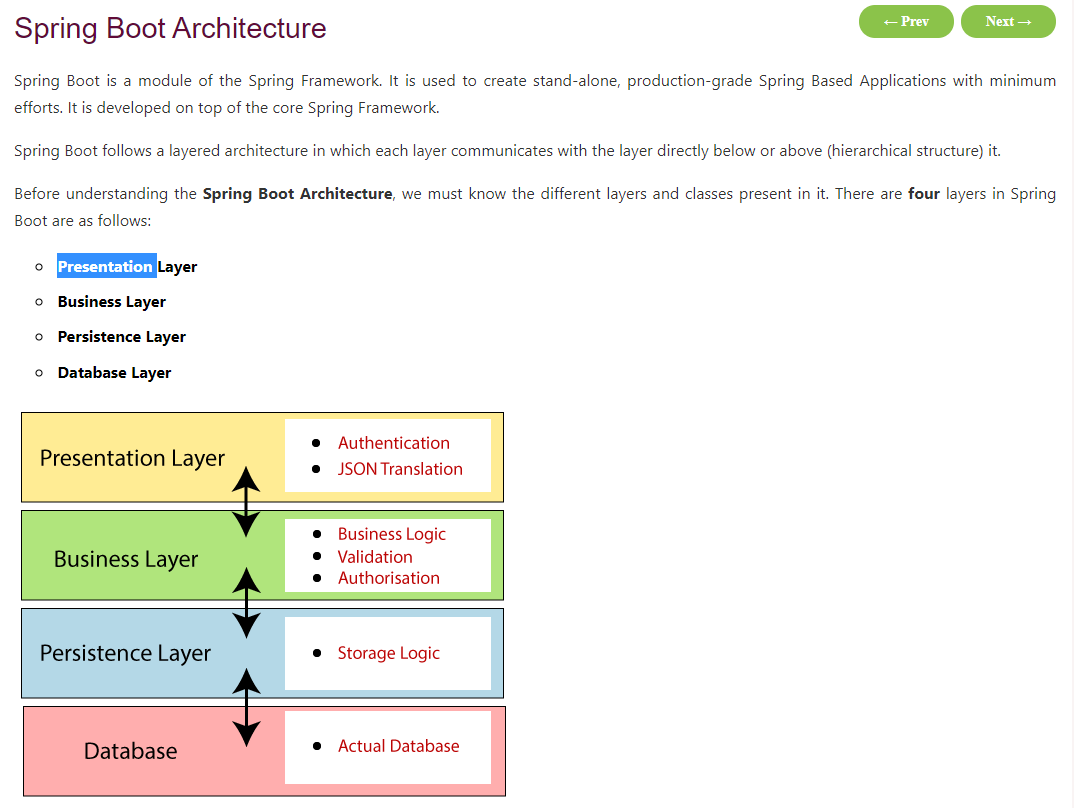 Spring Boot Architecture
← Prev
Next →
Spring Boot is a module of the Spring Framework. It is used to create stand-alone, production-grade Spring Based Applications with minimum
efforts. It is developed on top of the core Spring Framework.
Spring Boot follows a layered architecture in which each layer communicates with the layer directly below or above (hierarchical structure) it.
Before understanding the Spring Boot Architecture, we must know the different layers and classes present in it. There are four layers in Spring
Boot are as follows:
Presentation Layer
Business Layer
Persistence Layer
Database Layer
Presentation Layer
Authentication
JSON Translation
Business Layer
Business Logic
Validation
Authorisation
Persistence Layer
Storage Logic
Database
Actual Database